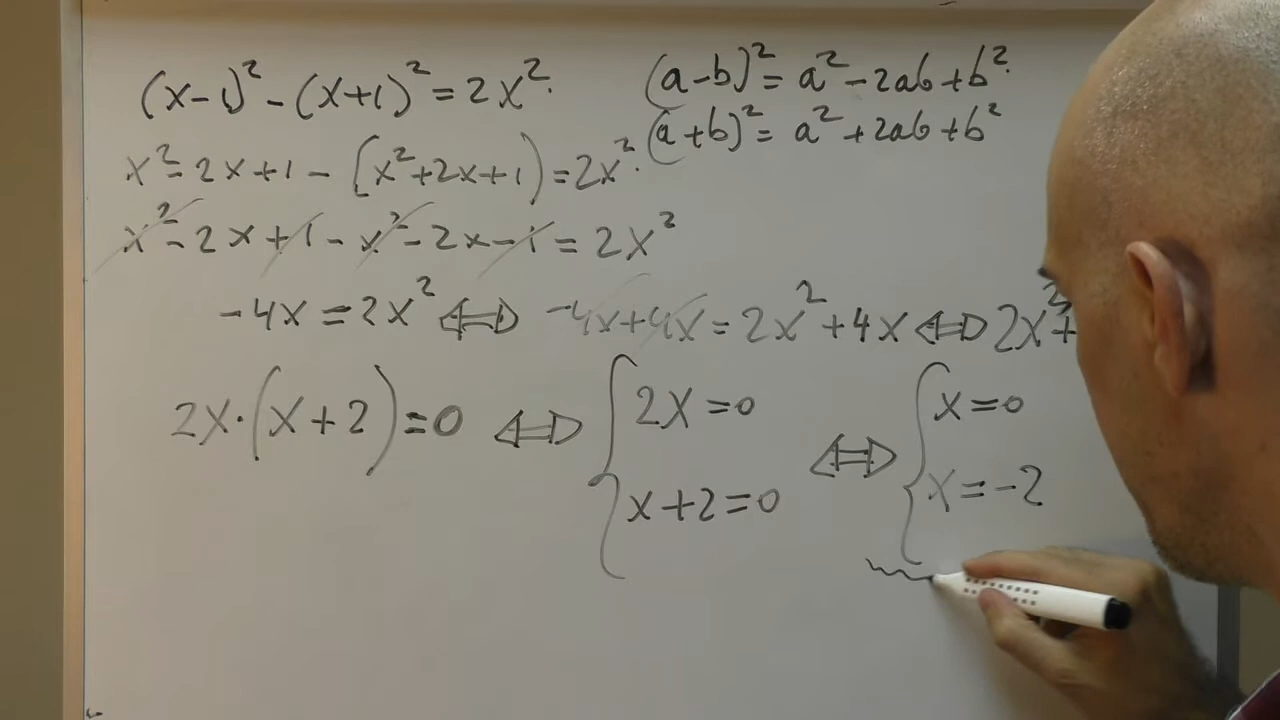 (x-1)² - (x+1)² = 2x².
(a-b)² = a² - 2ab + b².
(a+b)² = a² + 2ab + b²
x² - 2x + 1 - (x² + 2x + 1) = 2x².
x² - 2x + 1 - x² - 2x - 1 = 2x²
-4x = 2x² ⇔ -4x + 4x = 2x² + 4x ⇔ 2x² +
2x·(x+2) = 0 ⇔ { 2x = 0 ⇔ { x = 0
x + 2 = 0 x = -2